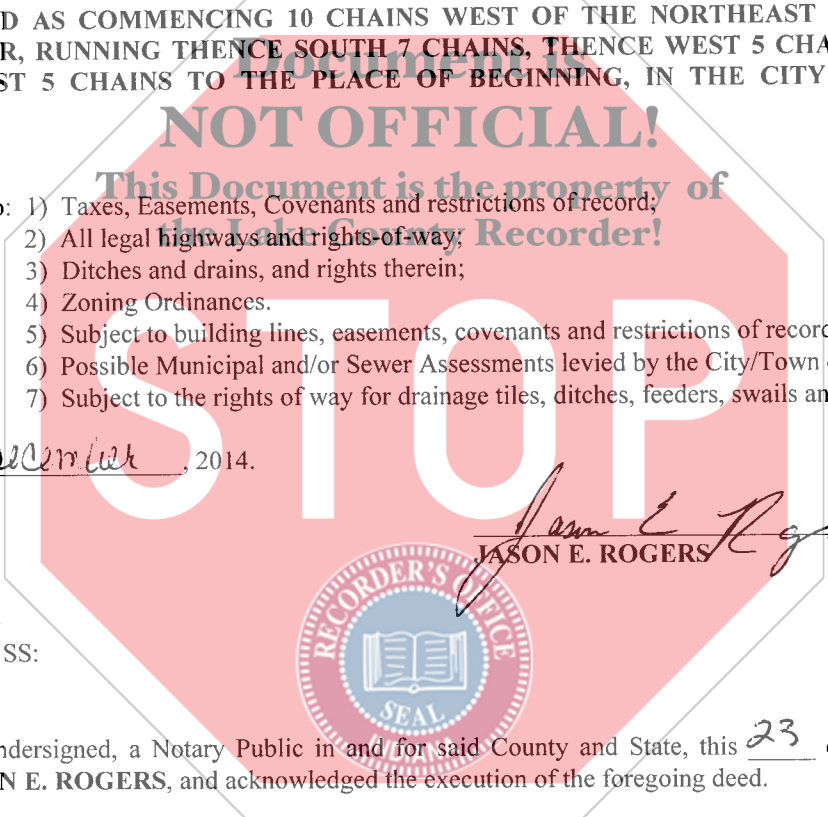 D AS COMMENCING 10 CHAINS WEST OF THE NORTHEAST
R, RUNNING THENCE SOUTH 7 CHAINS, THENCE WEST 5 CHA
ST 5 CHAINS TO THE PLACE OF BEGINNING, IN THE CITY
Document is
NOT OFFICIAL!
This Document is the property of
the Lake County Recorder!
o: 1) Taxes, Easements, Covenants and restrictions of record;
2) All legal highways and rights-of-way;
3) Ditches and drains, and rights therein;
4) Zoning Ordinances.
5) Subject to building lines, easements, covenants and restrictions of record
6) Possible Municipal and/or Sewer Assessments levied by the City/Town
7) Subject to the rights of way for drainage tiles, ditches, feeders, swails an
STOP
ecember, 2014.
Jason E Rog
JASON E. ROGERS
RECORDER'S OFFICE
SEAL
INDIANA
SS:
ndersigned, a Notary Public in and for said County and State, this 23
N E. ROGERS, and acknowledged the execution of the foregoing deed.